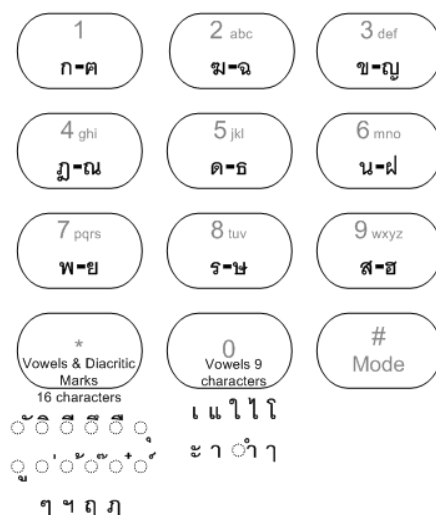 1 2 abc 3 def
ก-ฅ ฆ-ฉ ช-ญ
4 ghi 5 jkl 6 mno
ฎ-ณ ด-ธ น-ฝ
7 pqrs 8 tuv 9 wxyz
พ-ย ร-ษ ส-ฮ
* 0 #
Vowels & Diacritic Marks Vowels 9 characters Mode
16 characters
เ แ ใ ไ โ
◌ั ◌ิ ◌ี ◌ึ ◌ื ◌ุ
ะ า ◌ำ ๅ
◌ู ◌่ ◌้ ◌๊ ◌๋ ◌์
ๆ ฯ ฤ ฦ